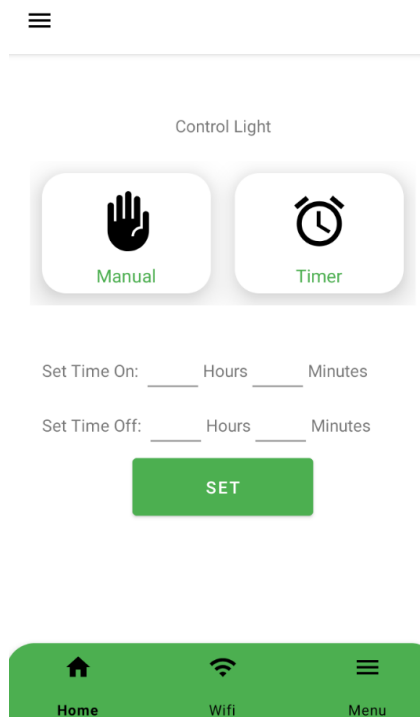 Control Light
Manual Timer
Set Time On: Hours Minutes
Set Time Off: Hours Minutes
SET
Home Wifi Menu